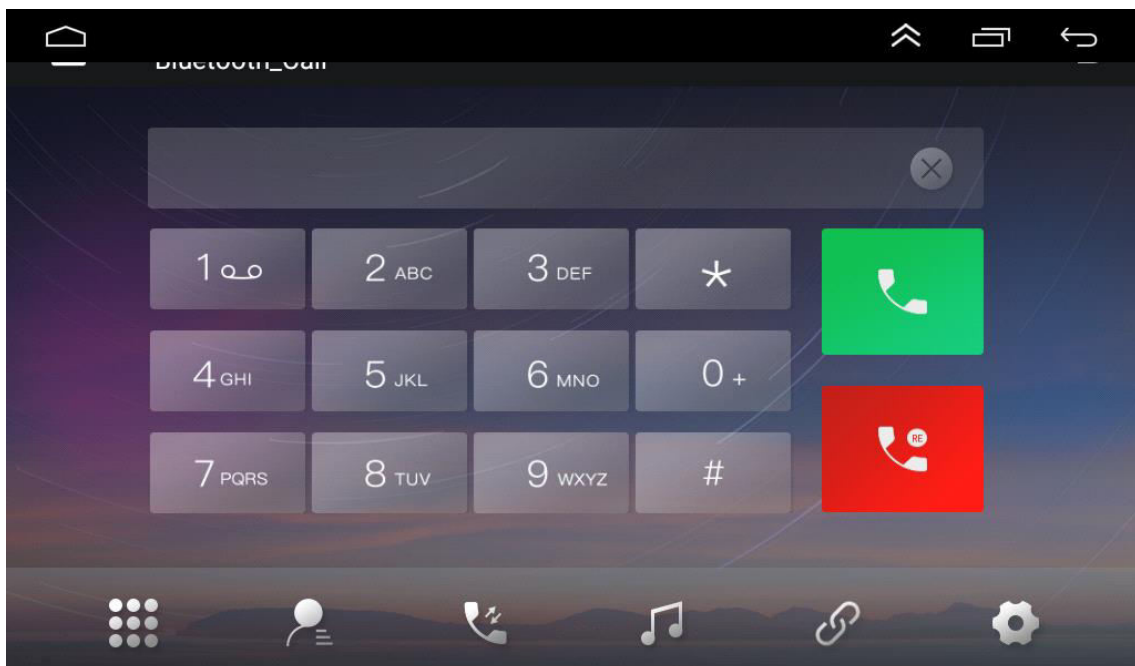 Bluetooth_Call
1
2 ABC
3 DEF
*
4 GHI
5 JKL
6 MNO
0 +
RE
7 PQRS
8 TUV
9 WXYZ
#